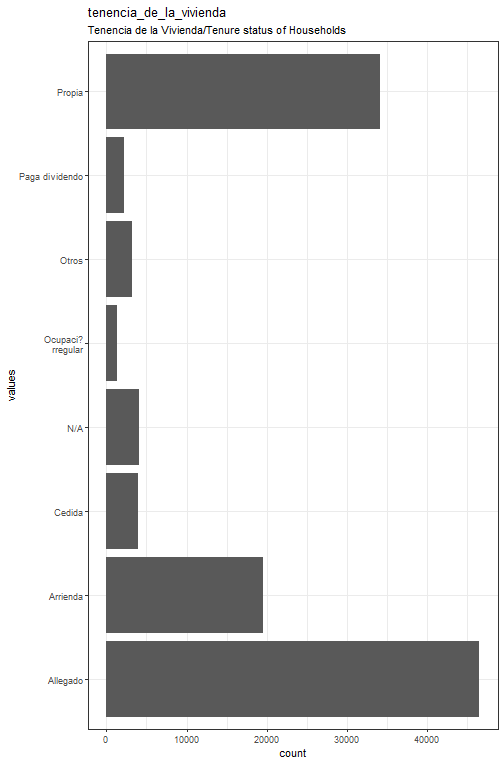 tenencia_de_la_vivienda
Tenencia de la Vivienda/Tenure status of Households
Propia
Paga dividendo
Otros
Ocupaci?
rregular
N/A
Cedida
Arrienda
Allegado
values
0 10000 20000 30000 40000
count